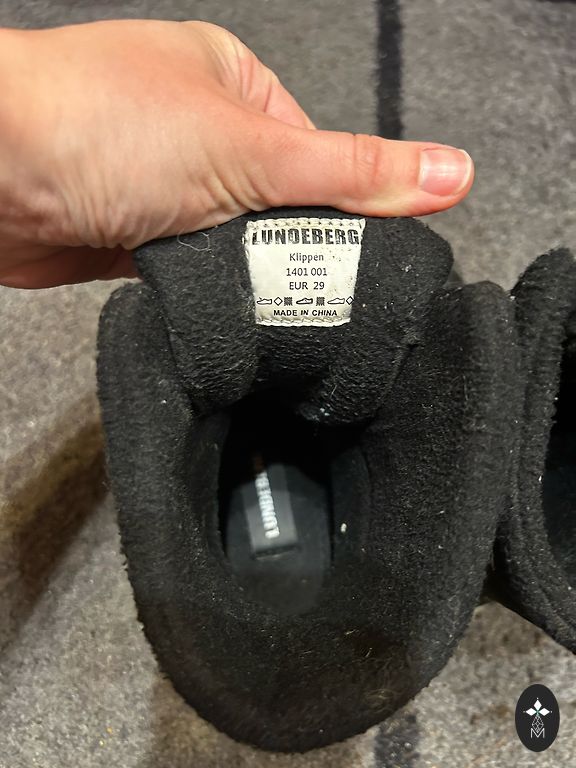 LUNDEBERG
Klippen
1401 001
EUR 29
MADE IN CHINA
M